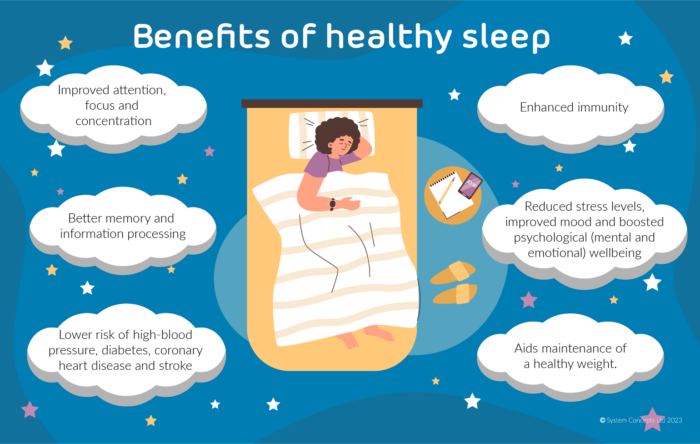 Benefits of healthy sleep
Improved attention,
focus and
concentration
Better memory and
information processing
Lower risk of high-blood
pressure, diabetes, coronary
heart disease and stroke
Enhanced immunity
Reduced stress levels,
improved mood and boosted
psychological (mental and
emotional) wellbeing
Aids maintenance of
a healthy weight.
© System Concepts Ltd 2023